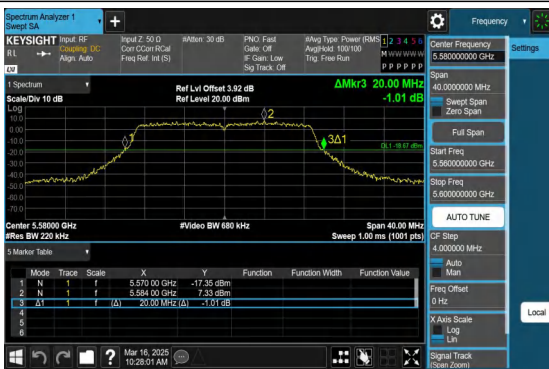 Spectrum Analyzer 1
Swept SA
Frequency
KEYSIGHT
Input: RF
Input Z: 50 Ω
#Atten: 30 dB
PNO: Fast
#Avg Type: Power (RMS
1 2 3 4 5
RL
Coupling: DC
Corr CCorr RCal
Gate: Off
Avg|Hold: 100/100
M W W W W
Align: Auto
Freq Ref: Int (S)
IF Gain: Low
Trig: Free Run
Sig Track: Off
P P P P P
LXI
Center Frequency
5.580000000 GHz
Settings
Span
40.0000000 MHz
Swept Span
Zero Span
Full Span
Start Freq
5.560000000 GHz
Stop Freq
5.600000000 GHz
AUTO TUNE
CF Step
4.000000 MHz
Auto
Man
Freq Offset
0 Hz
X Axis Scale
Log
Lin
Signal Track
(Span Zoom)
Local
1 Spectrum
Scale/Div 10 dB
Ref Lvl Offset 3.92 dB
Ref Level 20.00 dBm
ΔMkr3 20.00 MHz
-1.01 dB
Log
10.0
0.00
-10.0
-20.0
-30.0
-40.0
-50.0
-60.0
-70.0
1
2
3Δ1
DL1 -18.67 dBm
Center 5.58000 GHz
#Video BW 680 kHz
Span 40.00 MHz
#Res BW 220 kHz
Sweep 1.00 ms (1001 pts)
5 Marker Table
Mode Trace Scale X Y Function Function Width Function Value
1 N 1 f 5.570 00 GHz -17.35 dBm
2 N 1 f 5.584 00 GHz 7.33 dBm
3 Δ1 1 f (Δ) 20.00 MHz (Δ) -1.01 dB
4
5
6
?
Mar 16, 2025
10:28:01 AM